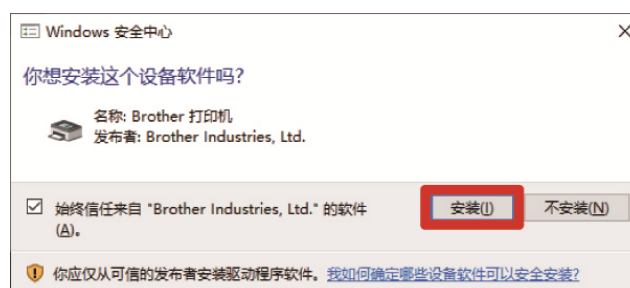 Windows 安全中心
你想安装这个设备软件吗?
名称: Brother 打印机
发布者: Brother Industries, Ltd.
始终信任来自 "Brother Industries, Ltd." 的软件
(A)。
安装(I)
不安装(N)
你应仅从可信的发布者安装驱动程序软件。我如何确定哪些设备软件可以安全安装?